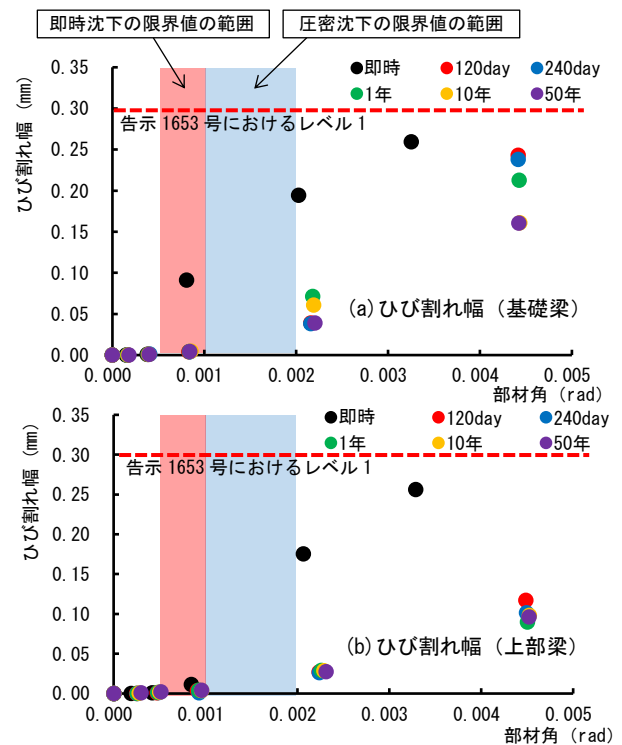 即時沈下の限界値の範囲
圧密沈下の限界値の範囲
0.35
0.30
0.25
0.20
0.15
0.10
0.05
0.00
ひび割れ幅 (mm)
即時 120day 240day
1年 10年 50年
告示 1653 号におけるレベル 1
(a)ひび割れ幅（基礎梁）
0.000 0.001 0.002 0.003 0.004 0.005
部材角 (rad)
0.35
0.30
0.25
0.20
0.15
0.10
0.05
0.00
ひび割れ幅 (mm)
即時 120day 240day
1年 10年 50年
告示 1653 号におけるレベル 1
(b)ひび割れ幅（上部梁）
0.000 0.001 0.002 0.003 0.004 0.005
部材角 (rad)